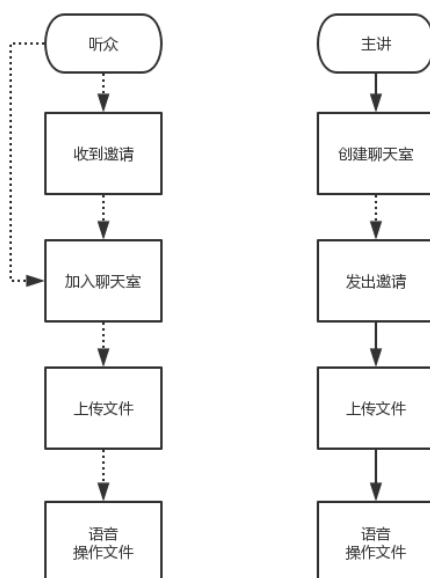 听众
收到邀请
加入聊天室
上传文件
语音
操作文件
主讲
创建聊天室
发出邀请
上传文件
语音
操作文件